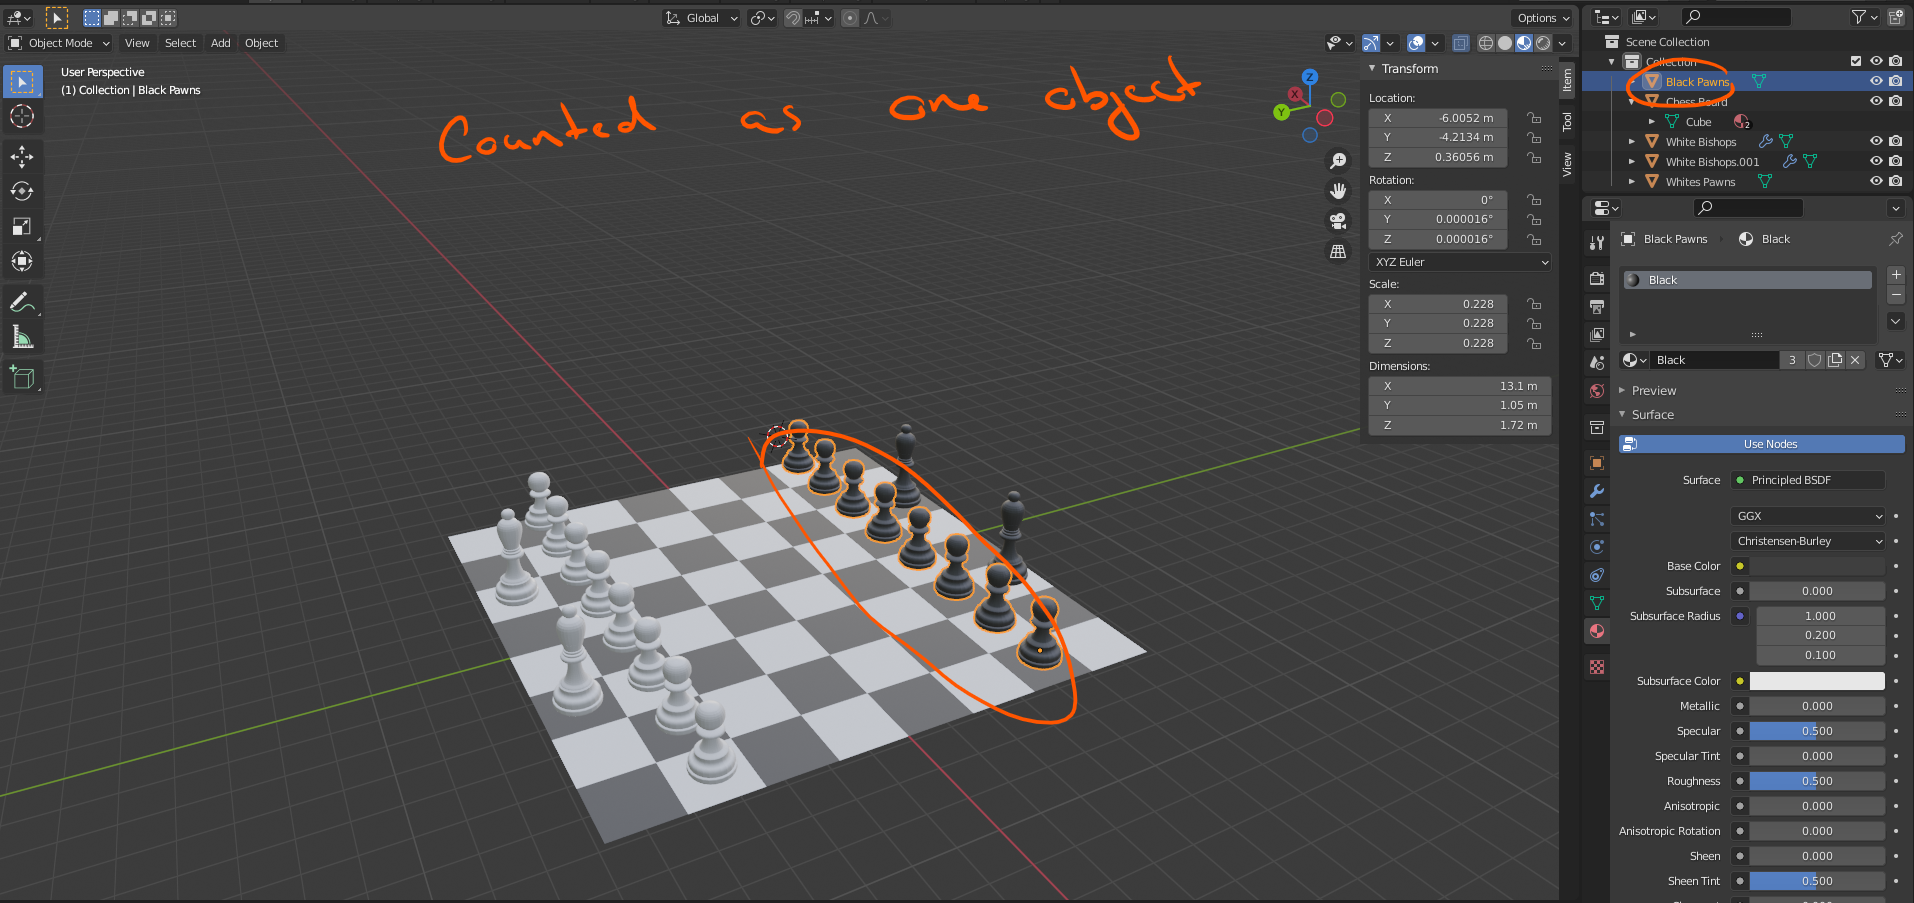 Global
Options
Object Mode
View
Select
Add
Object
User Perspective
(1) Collection | Black Pawns
Counted as one object
Z
X
Y
Transform
Location:
X -6.0052 m
Y -4.2134 m
Z 0.36056 m
Rotation:
X 0°
Y 0.000016°
Z 0.000016°
XYZ Euler
Scale:
X 0.228
Y 0.228
Z 0.228
Dimensions:
X 13.1 m
Y 1.05 m
Z 1.72 m
Item
Tool
View
Scene Collection
Collection
Black Pawns
Chess Board
Cube 2
White Bishops
White Bishops.001
Whites Pawns
Black Pawns Black
Black
Black 3
Preview
Surface
Use Nodes
Surface Principled BSDF
GGX
Christensen-Burley
Base Color
Subsurface 0.000
Subsurface Radius 1.000
0.200
0.100
Subsurface Color
Metallic 0.000
Specular 0.500
Specular Tint 0.000
Roughness 0.500
Anisotropic 0.000
Anisotropic Rotation 0.000
Sheen 0.000
Sheen Tint 0.500